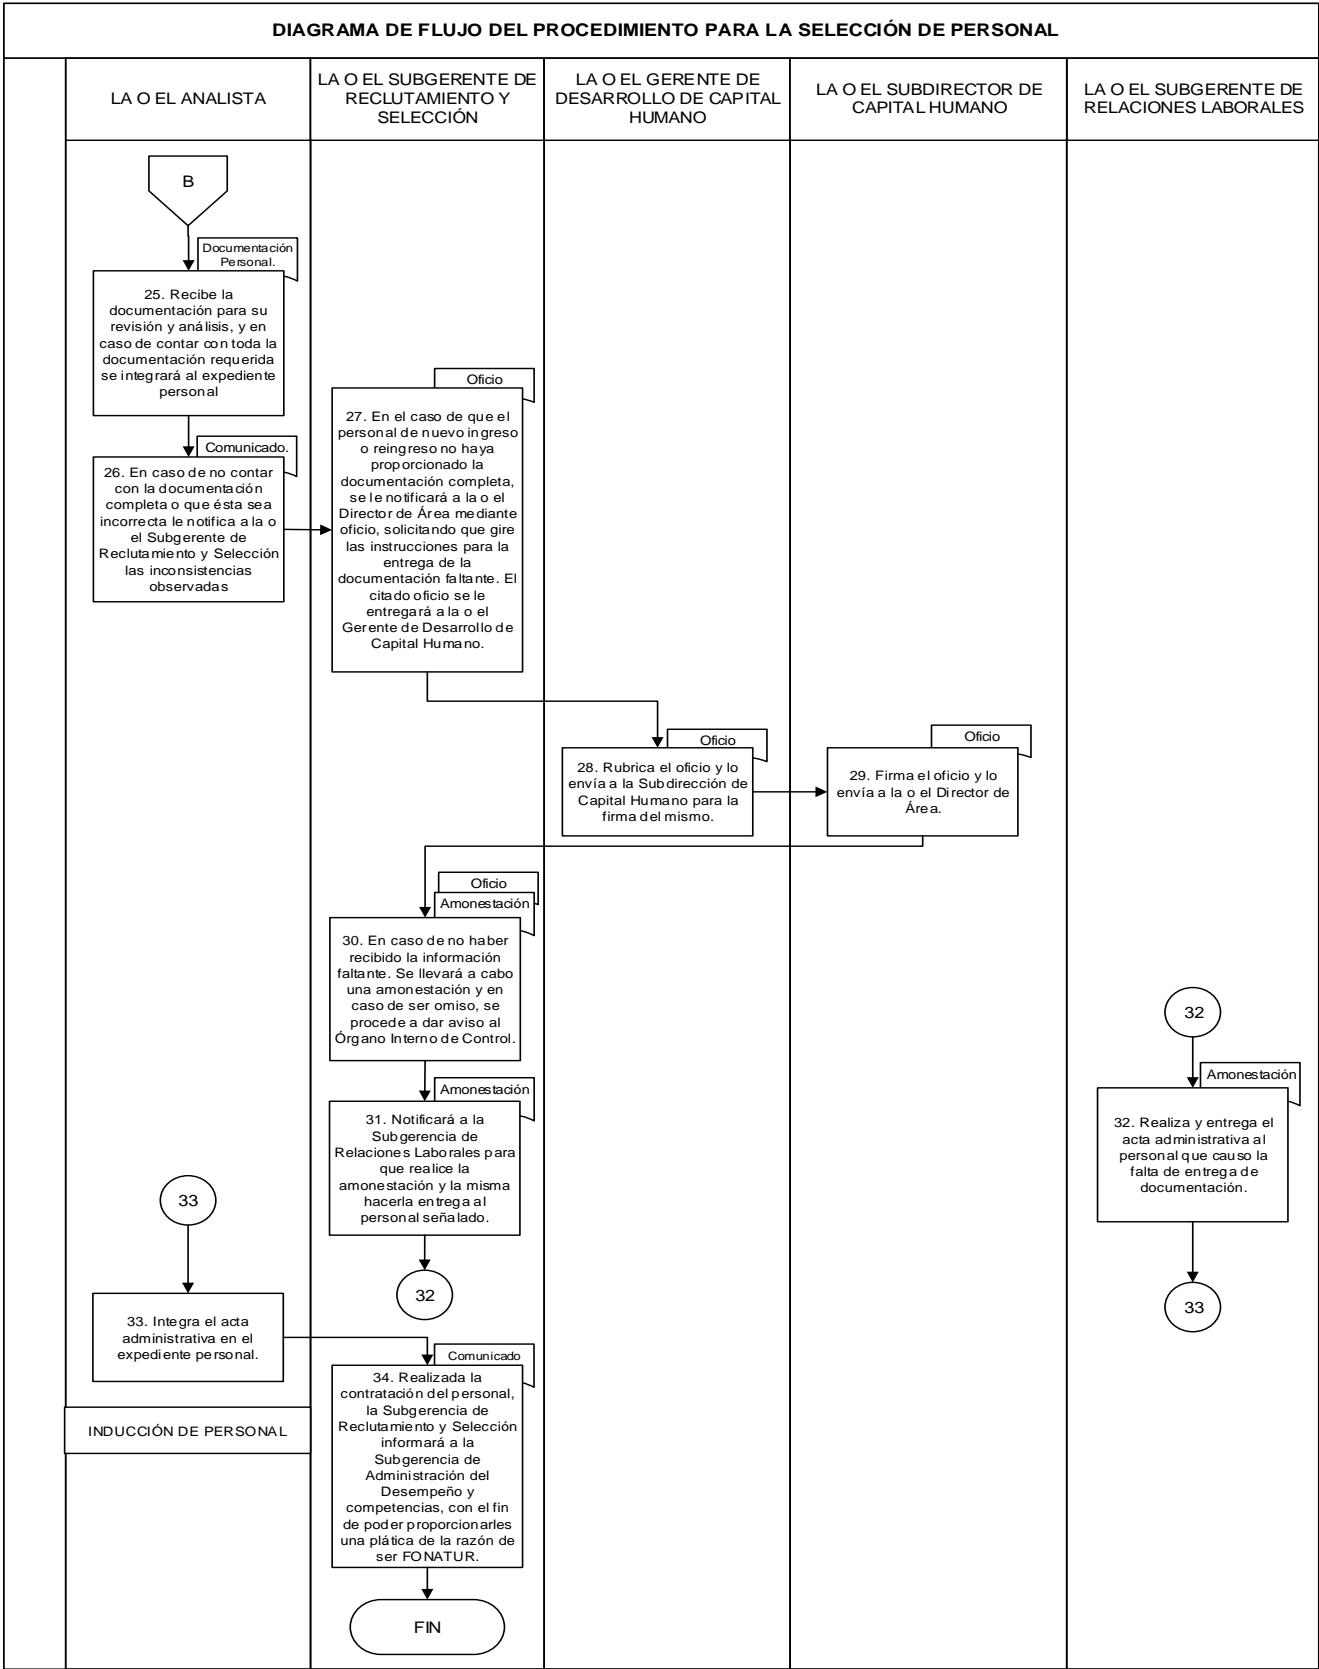 DIAGRAMA DE FLUJO DEL PROCEDIMIENTO PARA LA SELECCIÓN DE PERSONAL
LA O EL ANALISTA
LA O EL SUBGERENTE DE
RECLUTAMIENTO Y
SELECCIÓN
LA O EL GERENTE DE
DESARROLLO DE CAPITAL
HUMANO
LA O EL SUBDIRECTOR DE
CAPITAL HUMANO
LA O EL SUBGERENTE DE
RELACIONES LABORALES
B
Documentación
Personal.
25. Recibe la
documentación para su
revisión y análisis, y en
caso de contar con toda la
documentación requerida
se integrará al expediente
personal
Comunicado.
26. En caso de no contar
con la documentación
completa o que ésta sea
incorrecta le notifica a la o
el Subgerente de
Reclutamiento y Selección
las inconsistencias
observadas
Oficio
27. En el caso de que el
personal de nuevo ingreso
o reingreso no haya
proporcionado la
documentación completa,
se le notificará a la o el
Director de Área mediante
oficio, solicitando que gire
las instrucciones para la
entrega de la
documentación faltante. El
citado oficio se le
entregará a la o el
Gerente de Desarrollo de
Capital Humano.
Oficio
28. Rubrica el oficio y lo
envía a la Subdirección de
Capital Humano para la
firma del mismo.
Oficio
29. Firma el oficio y lo
envía a la o el Director de
Área.
Oficio
Amonestación
30. En caso de no haber
recibido la información
faltante. Se llevará a cabo
una amonestación y en
caso de ser omiso, se
procede a dar aviso al
Órgano Interno de Control.
Amonestación
31. Notificará a la
Subgerencia de
Relaciones Laborales para
que realice la
amonestación y la misma
hacerla entrega al
personal señalado.
32
32
Amonestación
32. Realiza y entrega el
acta administrativa al
personal que causo la
falta de entrega de
documentación.
33
33
33. Integra el acta
administrativa en el
expediente personal.
INDUCCIÓN DE PERSONAL
Comunicado
34. Realizada la
contratación del personal,
la Subgerencia de
Reclutamiento y Selección
informará a la
Subgerencia de
Administración del
Desempeño y
competencias, con el fin
de poder proporcionarles
una plática de la razón de
ser FONATUR.
FIN